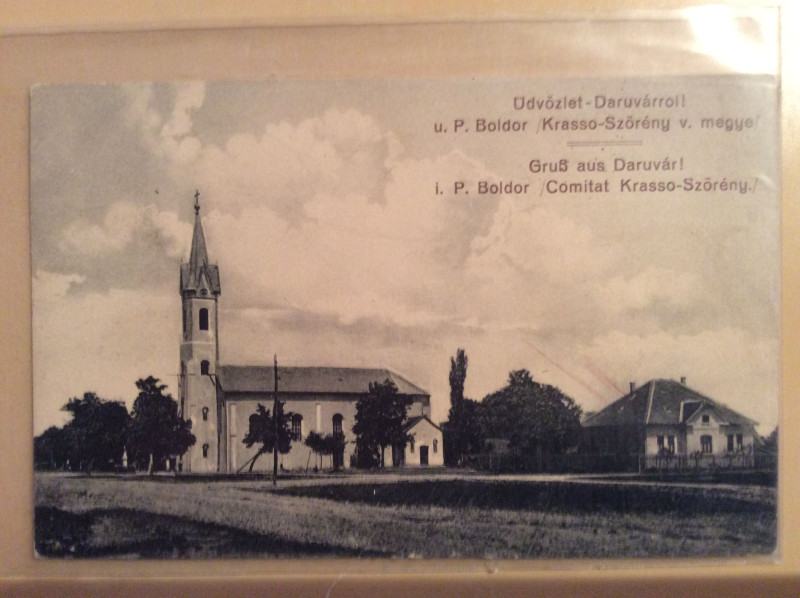 Üdvözlet-Daruvárról!
u. P. Boldor /Krasso-Szörény v. megye/
Gruß aus Daruvár!
i. P. Boldor /Comitat Krasso-Szörény./